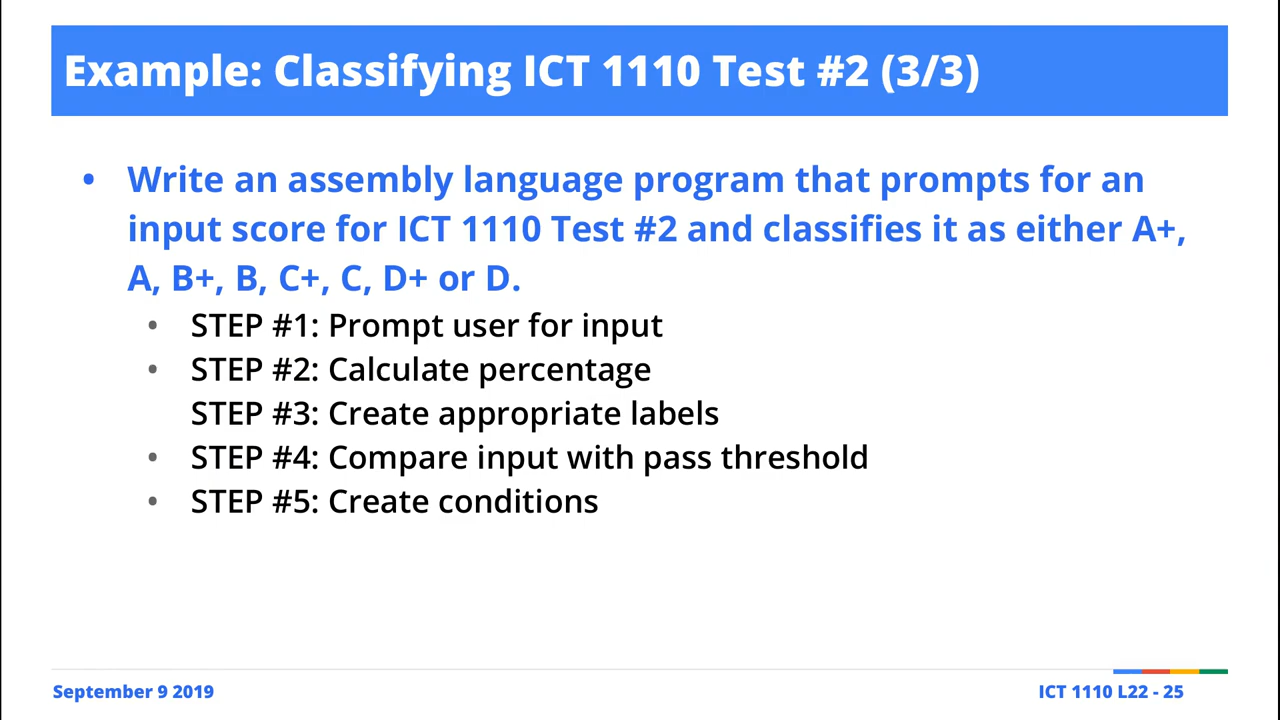 Example: Classifying ICT 1110 Test #2 (3/3)
• Write an assembly language program that prompts for an
input score for ICT 1110 Test #2 and classifies it as either A+,
A, B+, B, C+, C, D+ or D.
• STEP #1: Prompt user for input
• STEP #2: Calculate percentage
STEP #3: Create appropriate labels
• STEP #4: Compare input with pass threshold
• STEP #5: Create conditions
September 9 2019
ICT 1110 L22 - 25